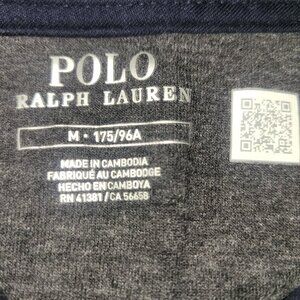 POLO
RALPH LAUREN
M • 175/96A
MADE IN CAMBODIA
FABRIQUÉ AU CAMBODGE
HECHO EN CAMBOYA
RN 41381 / CA 56658